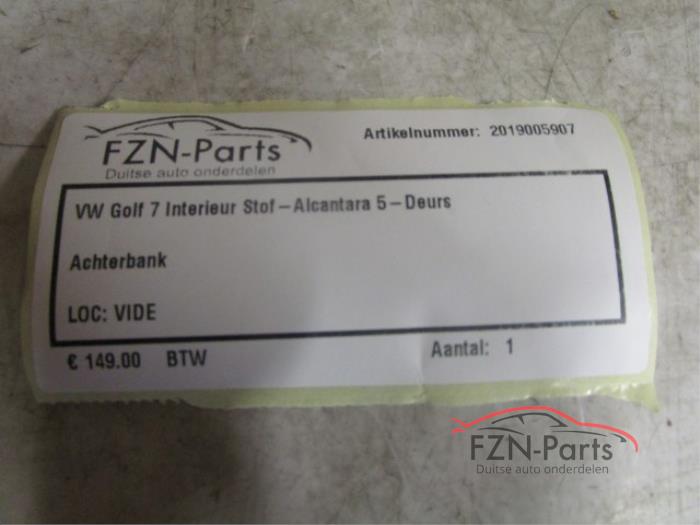 FZN-Parts
Duitse auto onderdelen
Artikelnummer: 2019005907
VW Golf 7 Interieur Stof-Alcantara 5-Deurs
Achterbank
LOC: VIDE
€ 149.00 BTW
Aantal: 1
FZN-Parts
Duitse auto onderdelen